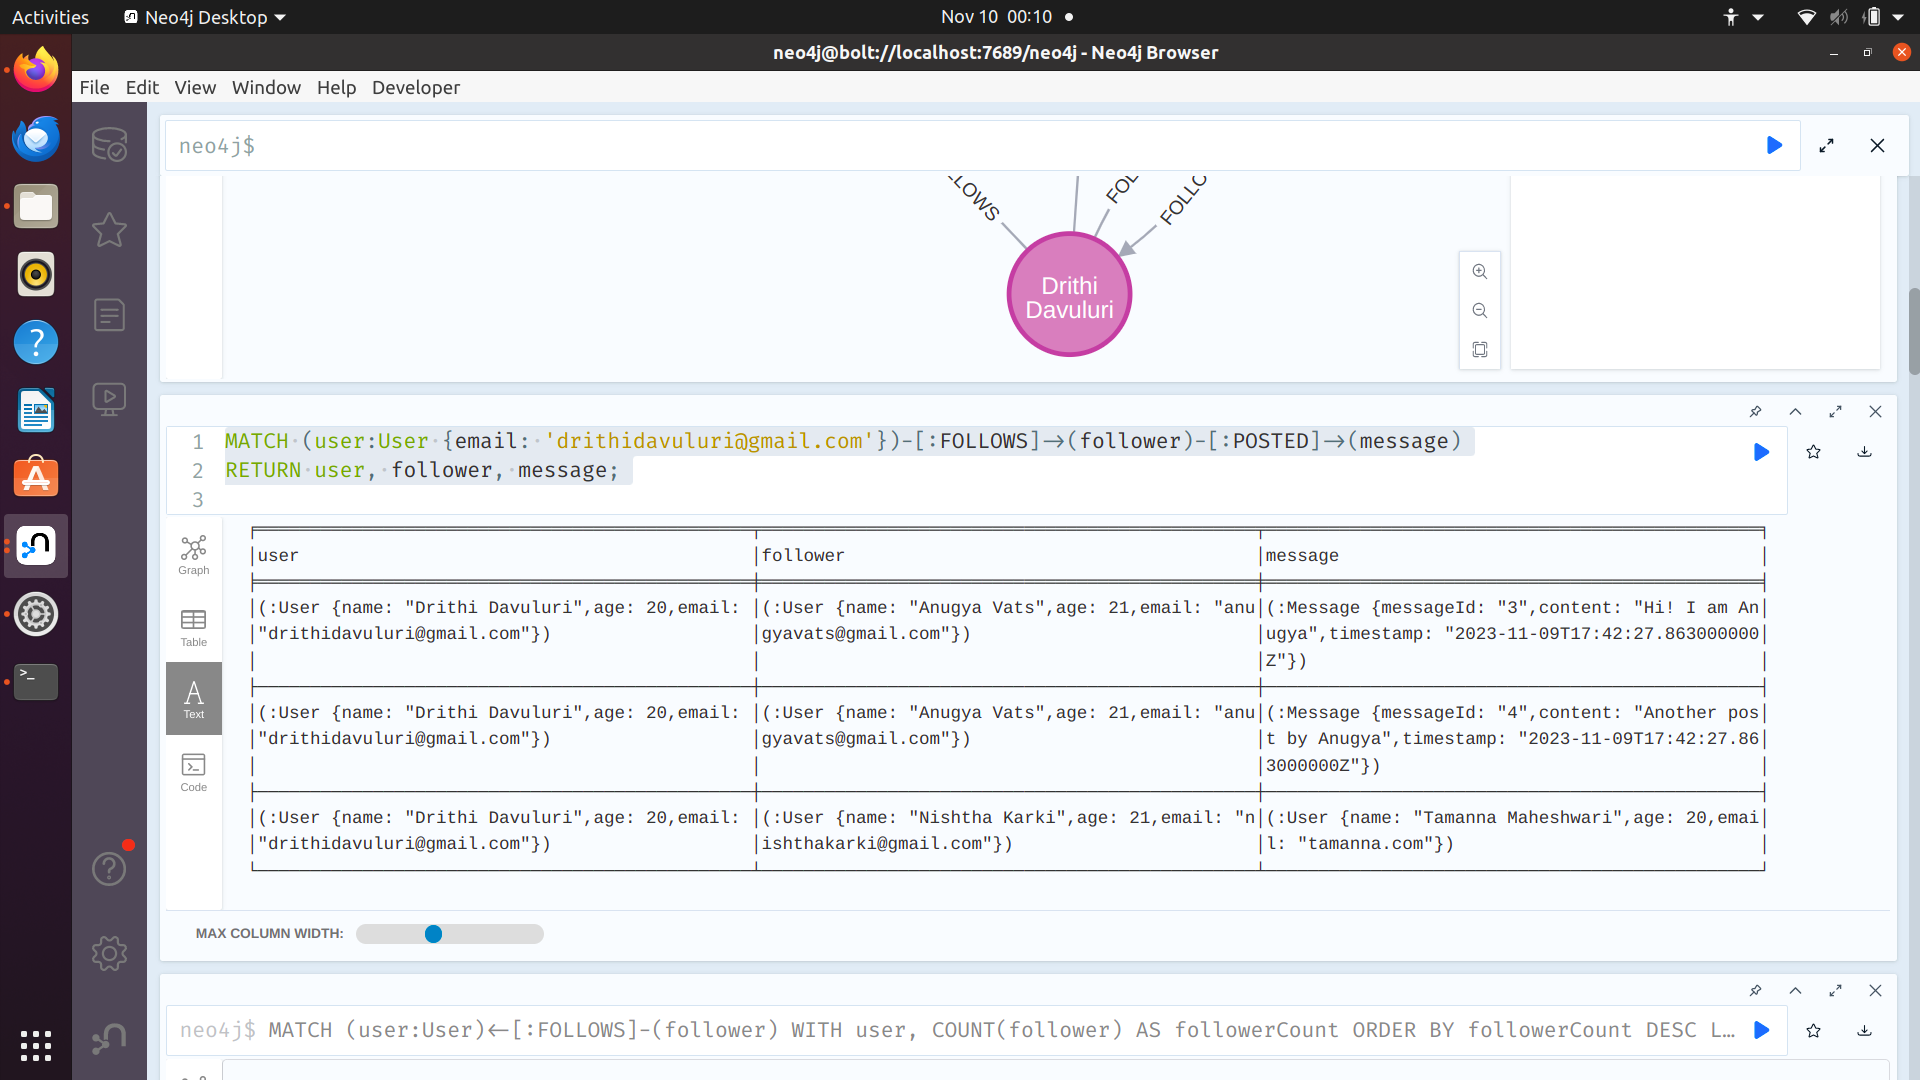 Activities
Neo4j Desktop
Nov 10 00:10
neo4j@bolt://localhost:7689/neo4j - Neo4j Browser
File Edit View Window Help Developer
neo4j$
LLOWS
FOL
FOLLO
Drithi
Davuluri
1 MATCH (user:User {email: 'drithidavuluri@gmail.com'})-[:FOLLOWS]->(follower)-[:POSTED]->(message)
2 RETURN user, follower, message;
3
Graph
Table
A
Text
Code
user follower message
(:User {name: "Drithi Davuluri",age: 20,email: (:User {name: "Anugya Vats",age: 21,email: "anu (:Message {messageId: "3",content: "Hi! I am An
"drithidavuluri@gmail.com"}) gyavats@gmail.com"}) ugya",timestamp: "2023-11-09T17:42:27.863000000
Z"})
(:User {name: "Drithi Davuluri",age: 20,email: (:User {name: "Anugya Vats",age: 21,email: "anu (:Message {messageId: "4",content: "Another pos
"drithidavuluri@gmail.com"}) gyavats@gmail.com"}) t by Anugya",timestamp: "2023-11-09T17:42:27.86
3000000Z"})
(:User {name: "Drithi Davuluri",age: 20,email: (:User {name: "Nishtha Karki",age: 21,email: "n (:User {name: "Tamanna Maheshwari",age: 20,emai
"drithidavuluri@gmail.com"}) ishthakarki@gmail.com"}) l: "tamanna.com"})
MAX COLUMN WIDTH:
neo4j$ MATCH (user:User)<-[:FOLLOWS]-(follower) WITH user, COUNT(follower) AS followerCount ORDER BY followerCount DESC L…